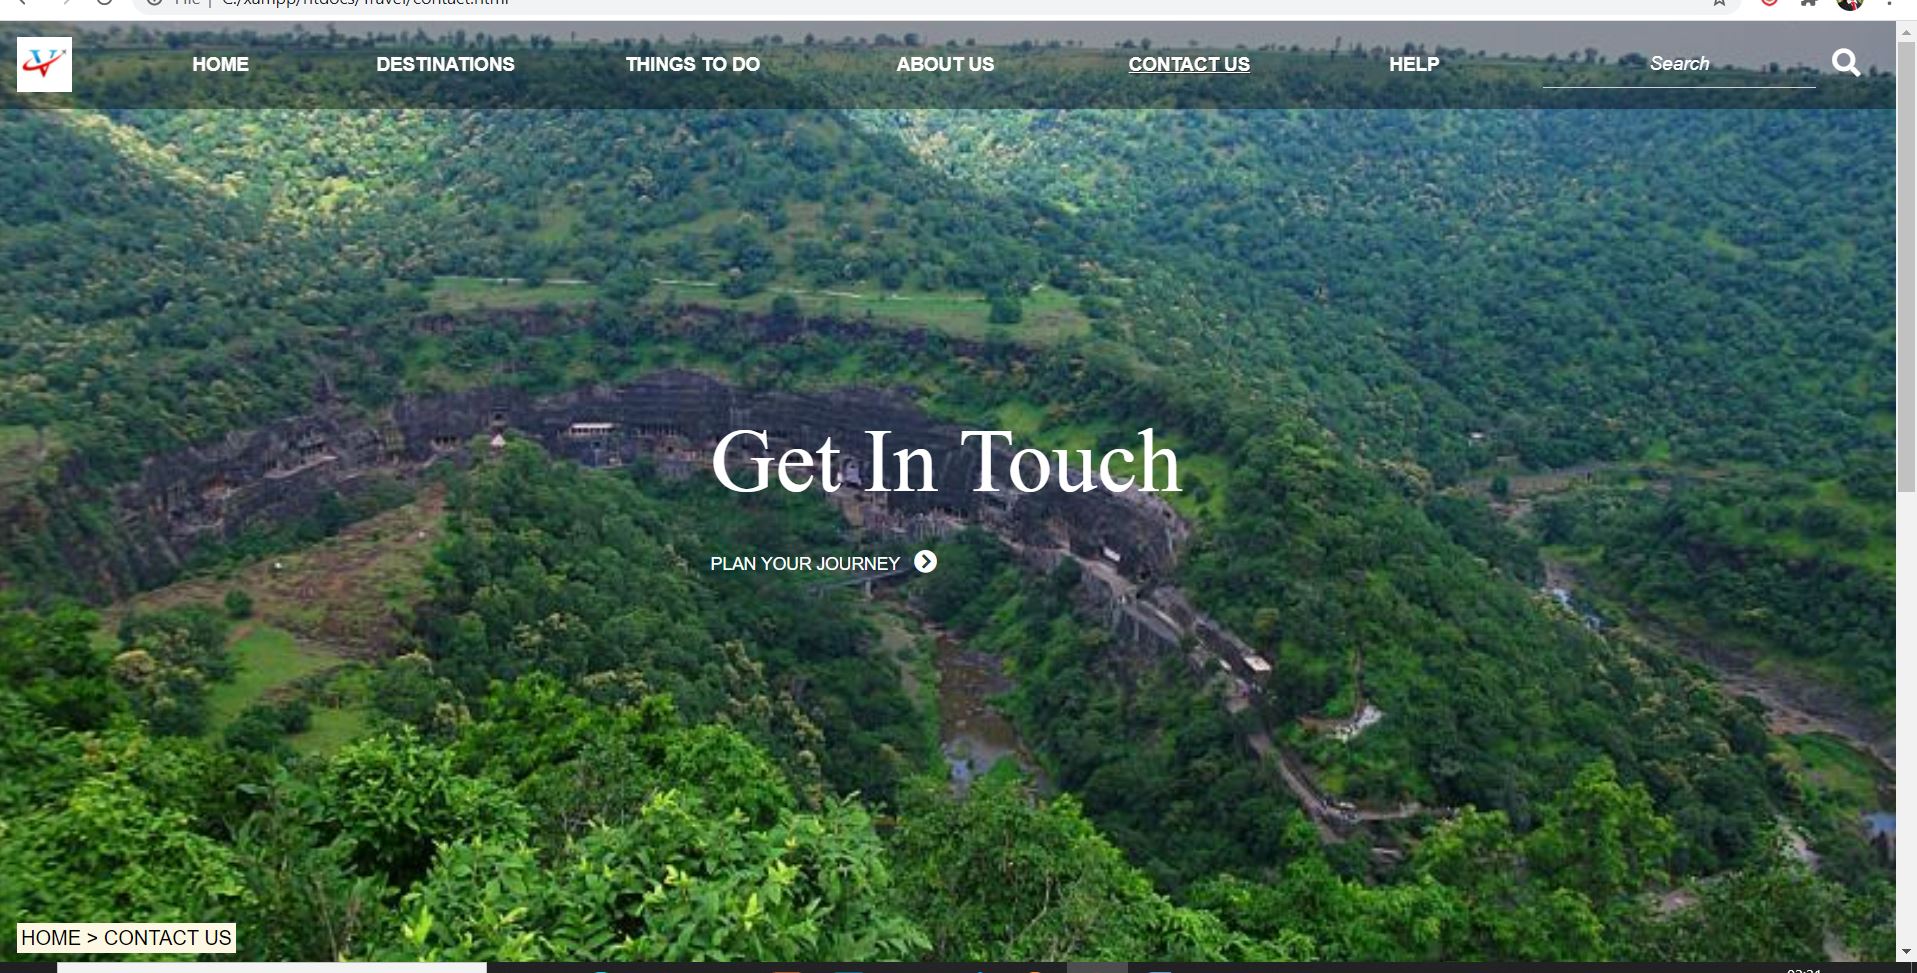 File | C:/xampp/htdocs/Travel/contact.html
HOME DESTINATIONS THINGS TO DO ABOUT US CONTACT US HELP Search
Get In Touch
PLAN YOUR JOURNEY
HOME > CONTACT US